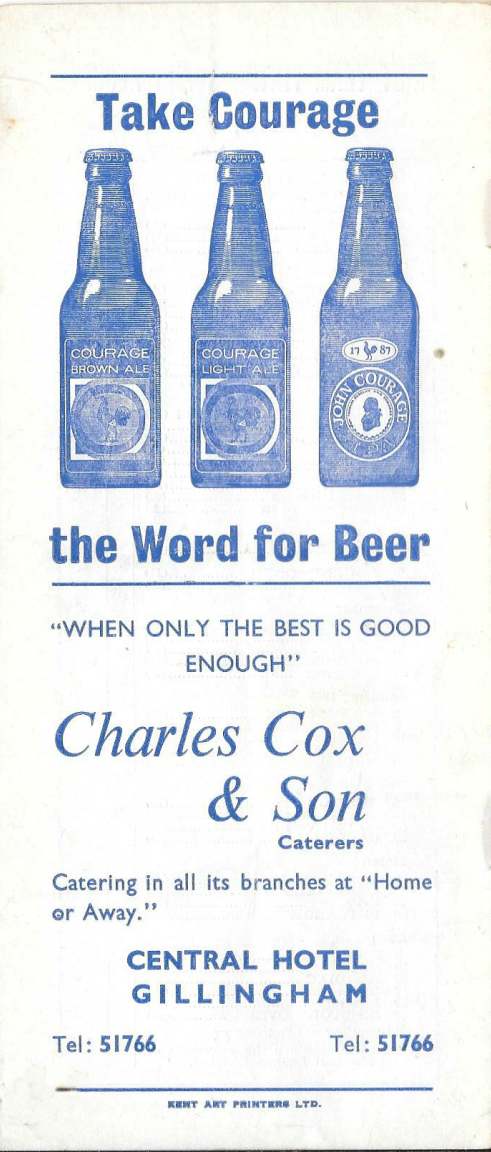 Take Courage
COURAGE
BROWN ALE
COURAGE
LIGHT ALE
17 87
JOHN COURAGE
IPA
the Word for Beer
“WHEN ONLY THE BEST IS GOOD
ENOUGH”
Charles Cox
& Son
Caterers
Catering in all its branches at “Home
or Away.”
CENTRAL HOTEL
GILLINGHAM
Tel: 51766 Tel: 51766
KENT ART PRINTERS LTD.